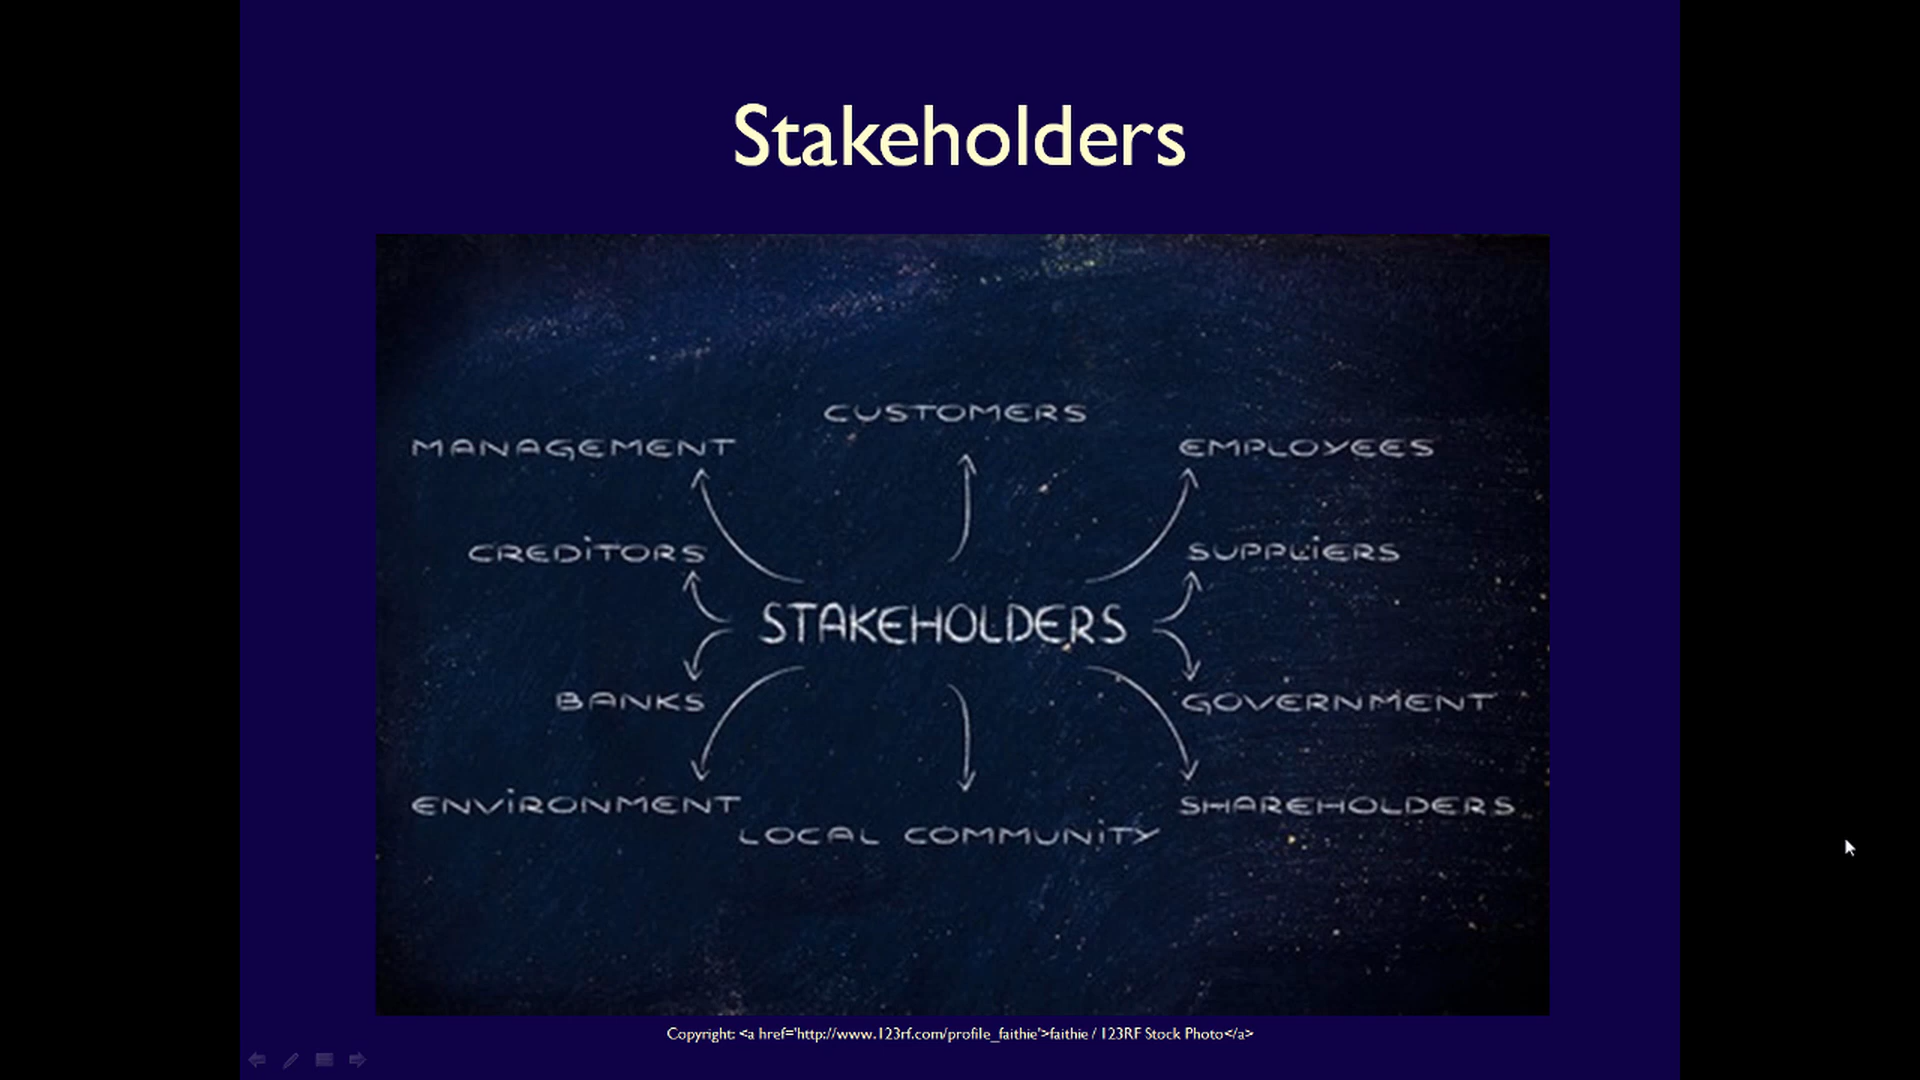 Stakeholders
CUSTOMERS
MANAGEMENT
EMPLOYEES
CREDiTORS
SUPPLiERS
STAKEHOLDERS
BANKS
GOVERNMENT
ENViRONMENT
SHAREHOLDERS
LOCAL COMMUNiTY
Copyright: <a href='http://www.123rf.com/profile_faithie'>faithie / 123RF Stock Photo</a>